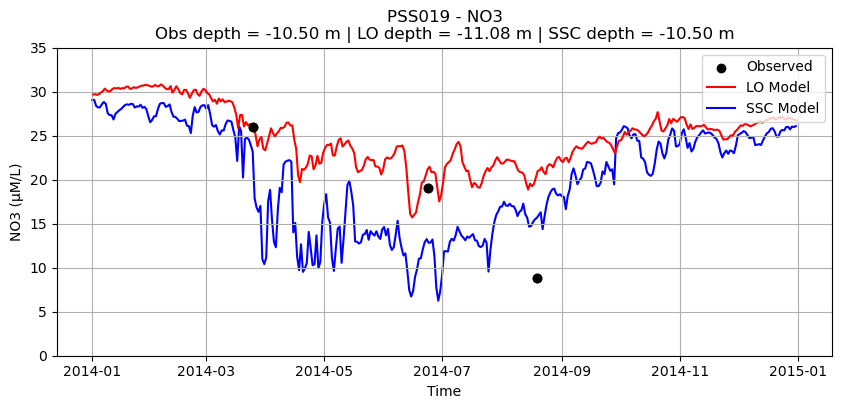 PSS019 - NO3
Obs depth = -10.50 m | LO depth = -11.08 m | SSC depth = -10.50 m
NO3 (μM/L)
35
30
25
20
15
10
5
0
Observed
LO Model
SSC Model
2014-01
2014-03
2014-05
2014-07
2014-09
2014-11
2015-01
Time